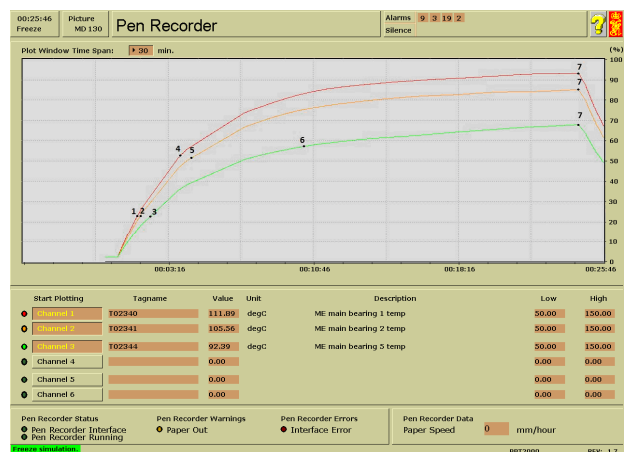 00:25:46 Picture Pen Recorder Alarms 9 3 19 2
Freeze MD 130 Silence
Plot Window Time Span: 30 min. (%)
100
90
80
70
60
50
40
30
20
10
0
1 2 3 4 5 6 7 7 7
00:03:16 00:10:46 00:18:16 00:25:46
Start Plotting Tagname Value Unit Description Low High
Channel 1 T02340 111.89 degC ME main bearing 1 temp 50.00 150.00
Channel 2 T02341 105.56 degC ME main bearing 2 temp 50.00 150.00
Channel 3 T02344 92.39 degC ME main bearing 5 temp 50.00 150.00
Channel 4 0.00 0.00 0.00
Channel 5 0.00 0.00 0.00
Channel 6 0.00 0.00 0.00
Pen Recorder Status Pen Recorder Warnings Pen Recorder Errors Pen Recorder Data
Pen Recorder Interface Paper Out Interface Error Paper Speed 0 mm/hour
Pen Recorder Running
Freeze simulation.